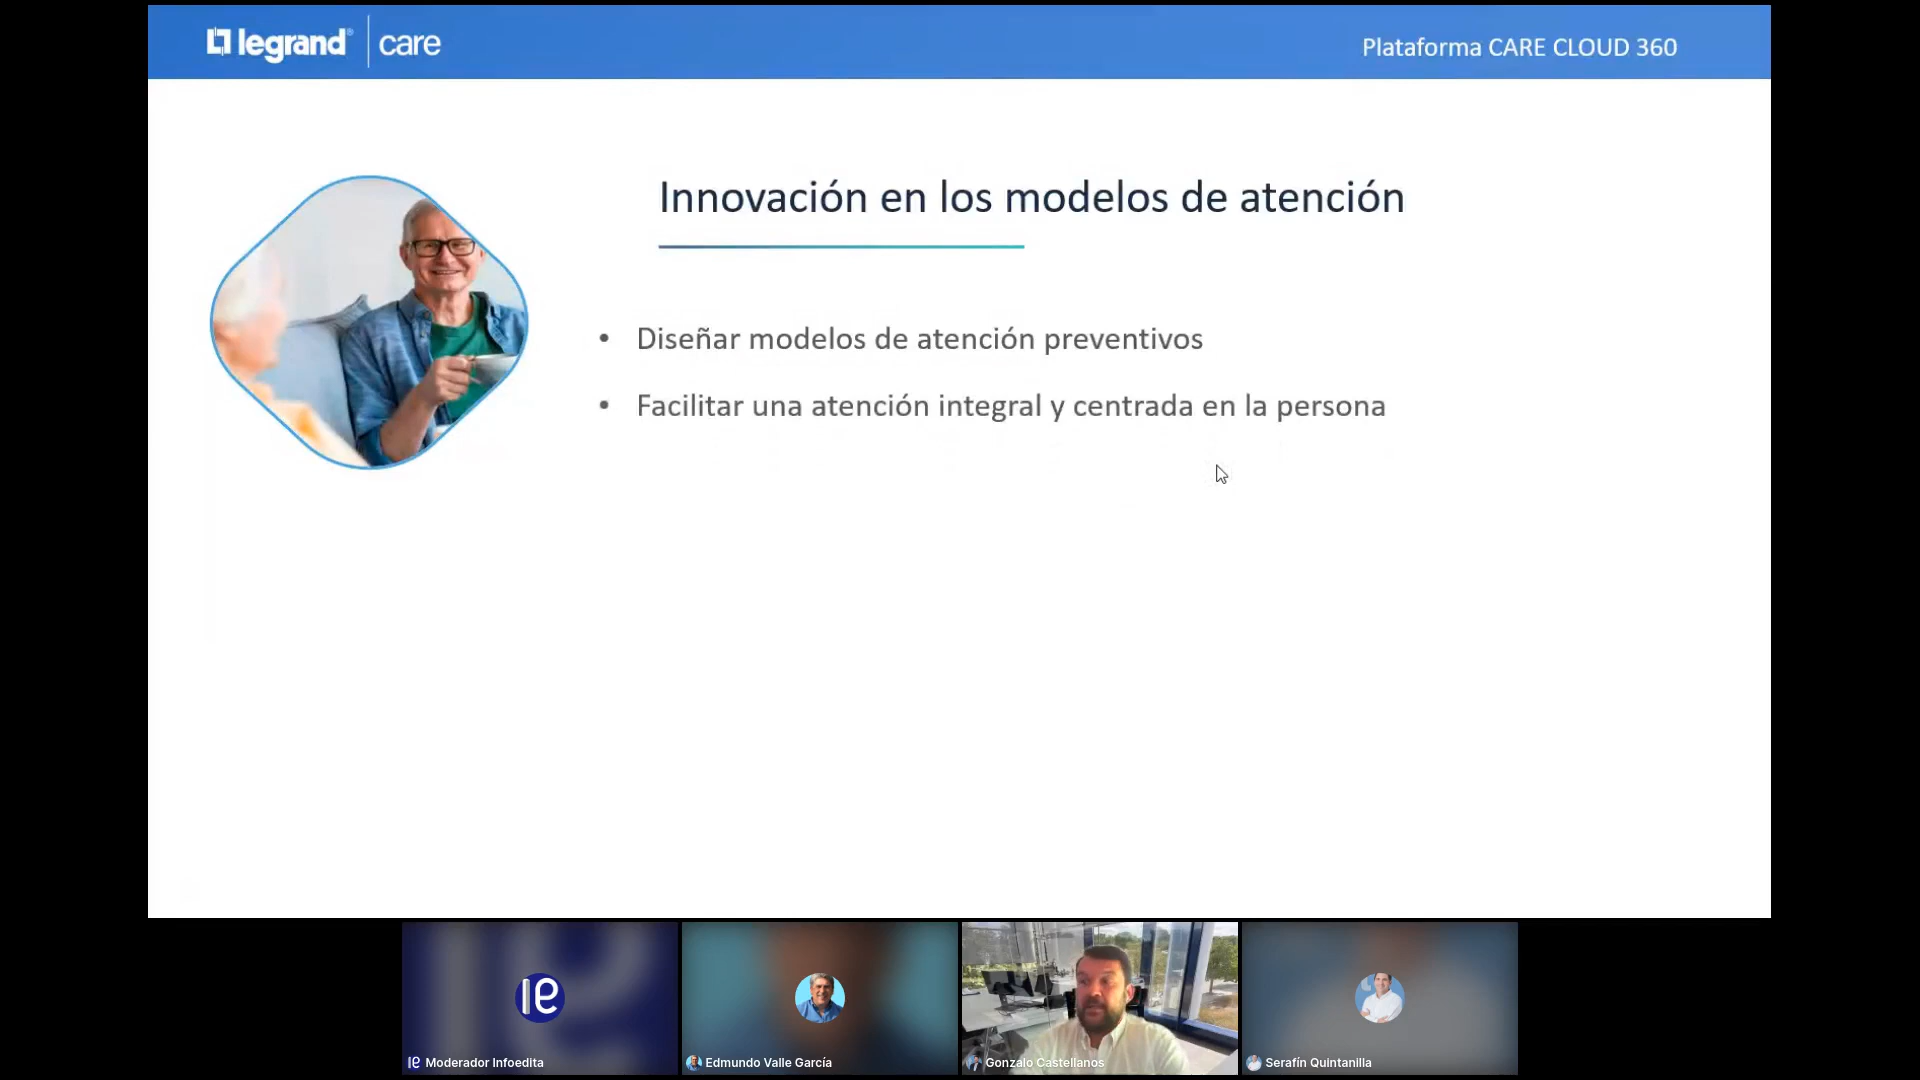 legrand® care
Plataforma CARE CLOUD 360
Innovación en los modelos de atención
• Diseñar modelos de atención preventivos
• Facilitar una atención integral y centrada en la persona
Moderador Infoedita
Edmundo Valle García
Gonzalo Castellanos
Serafín Quintanilla